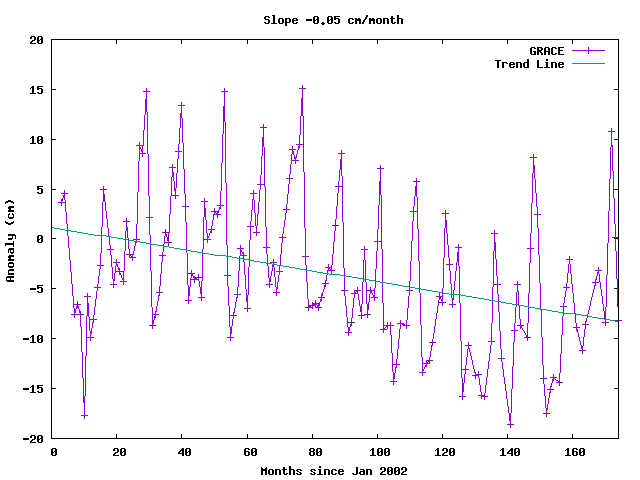 Slope -0.05 cm/month
GRACE
Trend Line
Anomaly (cm)
20
15
10
5
0
-5
-10
-15
-20
0 20 40 60 80 100 120 140 160
Months since Jan 2002